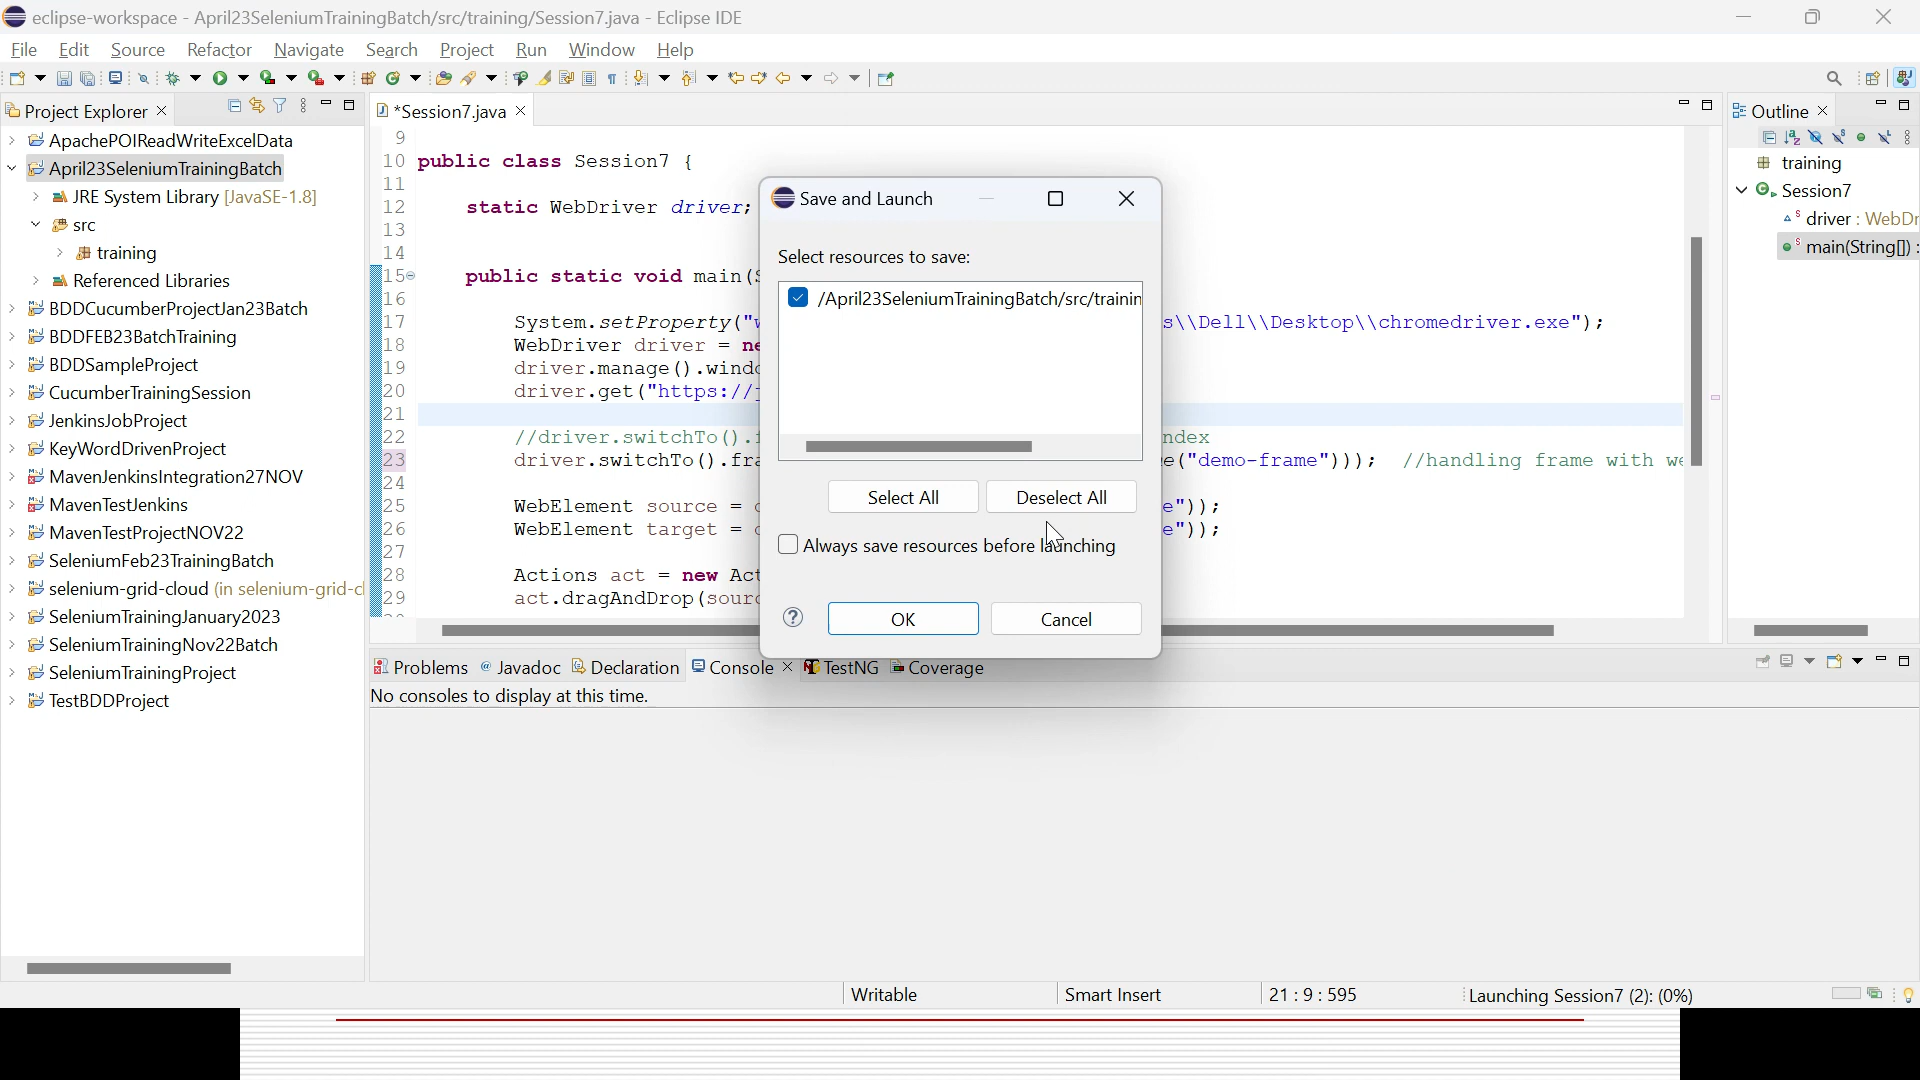 eclipse-workspace - April23SeleniumTrainingBatch/src/training/Session7.java - Eclipse IDE
File Edit Source Refactor Navigate Search Project Run Window Help
Project Explorer
ApachePOIReadWriteExcelData
April23SeleniumTrainingBatch
JRE System Library [JavaSE-1.8]
src
training
Referenced Libraries
BDDCucumberProjectJan23Batch
BDDFEB23BatchTraining
BDDSampleProject
CucumberTrainingSession
JenkinsJobProject
KeyWordDrivenProject
MavenJenkinsIntegration27NOV
MavenTestJenkins
MavenTestProjectNOV22
SeleniumFeb23TrainingBatch
selenium-grid-cloud (in selenium-grid-cl
SeleniumTrainingJanuary2023
SeleniumTrainingNov22Batch
SeleniumTrainingProject
TestBDDProject
*Session7.java
9
10 public class Session7 {
11
12 static WebDriver driver;
13
14
15 public static void main(S
16
17 System.setProperty("w s\\Dell\\Desktop\\chromedriver.exe");
18 WebDriver driver = ne
19 driver.manage().windo
20 driver.get("https://j
21
22 //driver.switchTo().f ndex
23 driver.switchTo().fra e("demo-frame"))); //handling frame with we
24
25 WebElement source = d e"));
26 WebElement target = d e"));
27
28 Actions act = new Act
29 act.dragAndDrop(sourc
Save and Launch
Select resources to save:
/April23SeleniumTrainingBatch/src/trainin
Select All Deselect All
Always save resources before launching
OK Cancel
Outline
training
Session7
driver : WebDr
main(String[]) :
Problems Javadoc Declaration Console TestNG Coverage
No consoles to display at this time.
Writable Smart Insert 21 : 9 : 595 Launching Session7 (2): (0%)